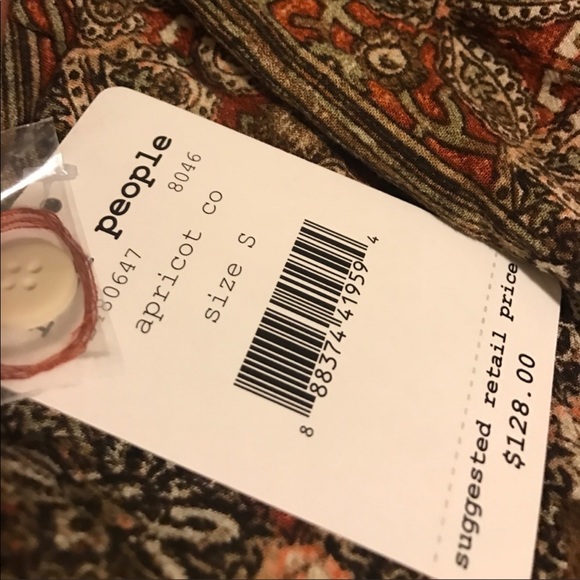 people
80647 8046
apricot co
size S
8 88374 41959 4
suggested retail price
$128.00